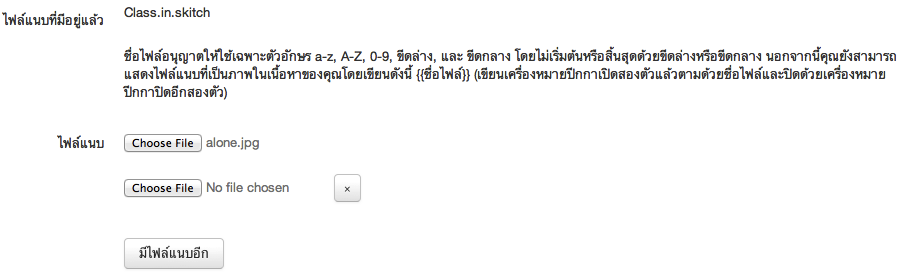 ไฟล์แนบที่มีอยู่แล้ว Class.in.skitch
ชื่อไฟล์อนุญาตให้ใช้เฉพาะตัวอักษร a-z, A-Z, 0-9, ขีดล่าง, และ ขีดกลาง โดยไม่เริ่มต้นหรือสิ้นสุดด้วยขีดล่างหรือขีดกลาง นอกจากนี้คุณยังสามารถ
แสดงไฟล์แนบที่เป็นภาพในเนื้อหาของคุณโดยเขียนดังนี้ {{ชื่อไฟล์}} (เขียนเครื่องหมายปีกกาเปิดสองตัวแล้วตามด้วยชื่อไฟล์และปิดด้วยเครื่องหมาย
ปีกกาปิดอีกสองตัว)
ไฟล์แนบ Choose File alone.jpg
Choose File No file chosen ×
มีไฟล์แนบอีก